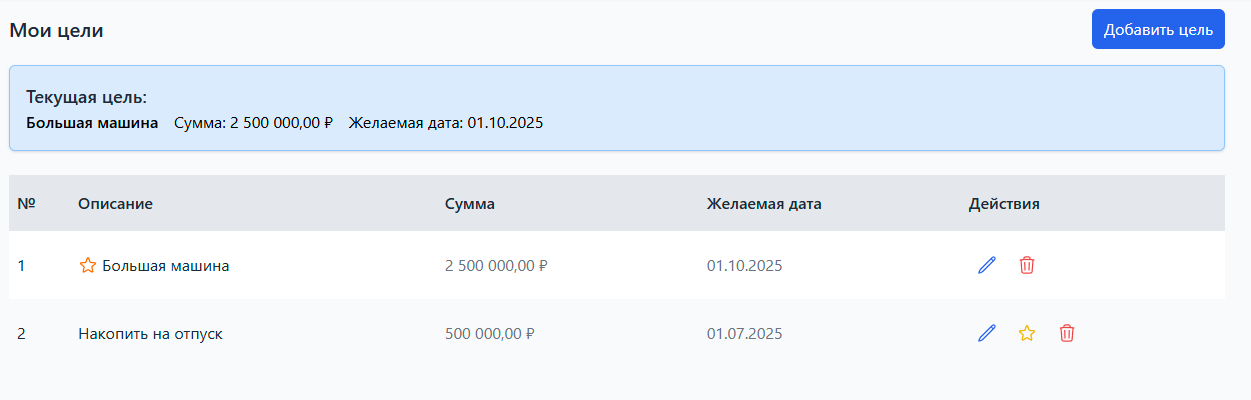 Мои цели
Добавить цель
Текущая цель:
Большая машина Сумма: 2 500 000,00 ₽ Желаемая дата: 01.10.2025
№ Описание Сумма Желаемая дата Действия
1 Большая машина 2 500 000,00 ₽ 01.10.2025
2 Накопить на отпуск 500 000,00 ₽ 01.07.2025